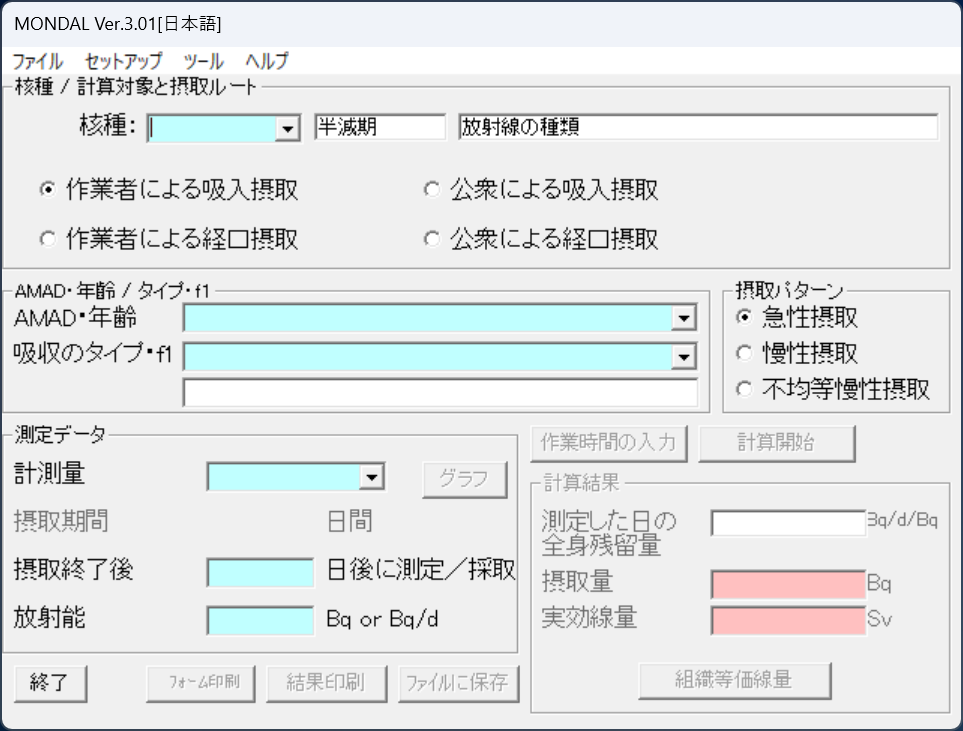 MONDAL Ver.3.01[日本語]
ファイル セットアップ ツール ヘルプ
核種 / 計算対象と摂取ルート
核種: 半減期 放射線の種類
作業者による吸入摂取 公衆による吸入摂取
作業者による経口摂取 公衆による経口摂取
AMAD・年齢 / タイプ・f1
AMAD・年齢
吸収のタイプ・f1
摂取パターン
急性摂取
慢性摂取
不均等慢性摂取
測定データ
計測量 グラフ
摂取期間 日間
摂取終了後 日後に測定／採取
放射能 Bq or Bq/d
作業時間の入力 計算開始
計算結果
測定した日の
全身残留量 Bq/d/Bq
摂取量 Bq
実効線量 Sv
組織等価線量
終了 フォーム印刷 結果印刷 ファイルに保存